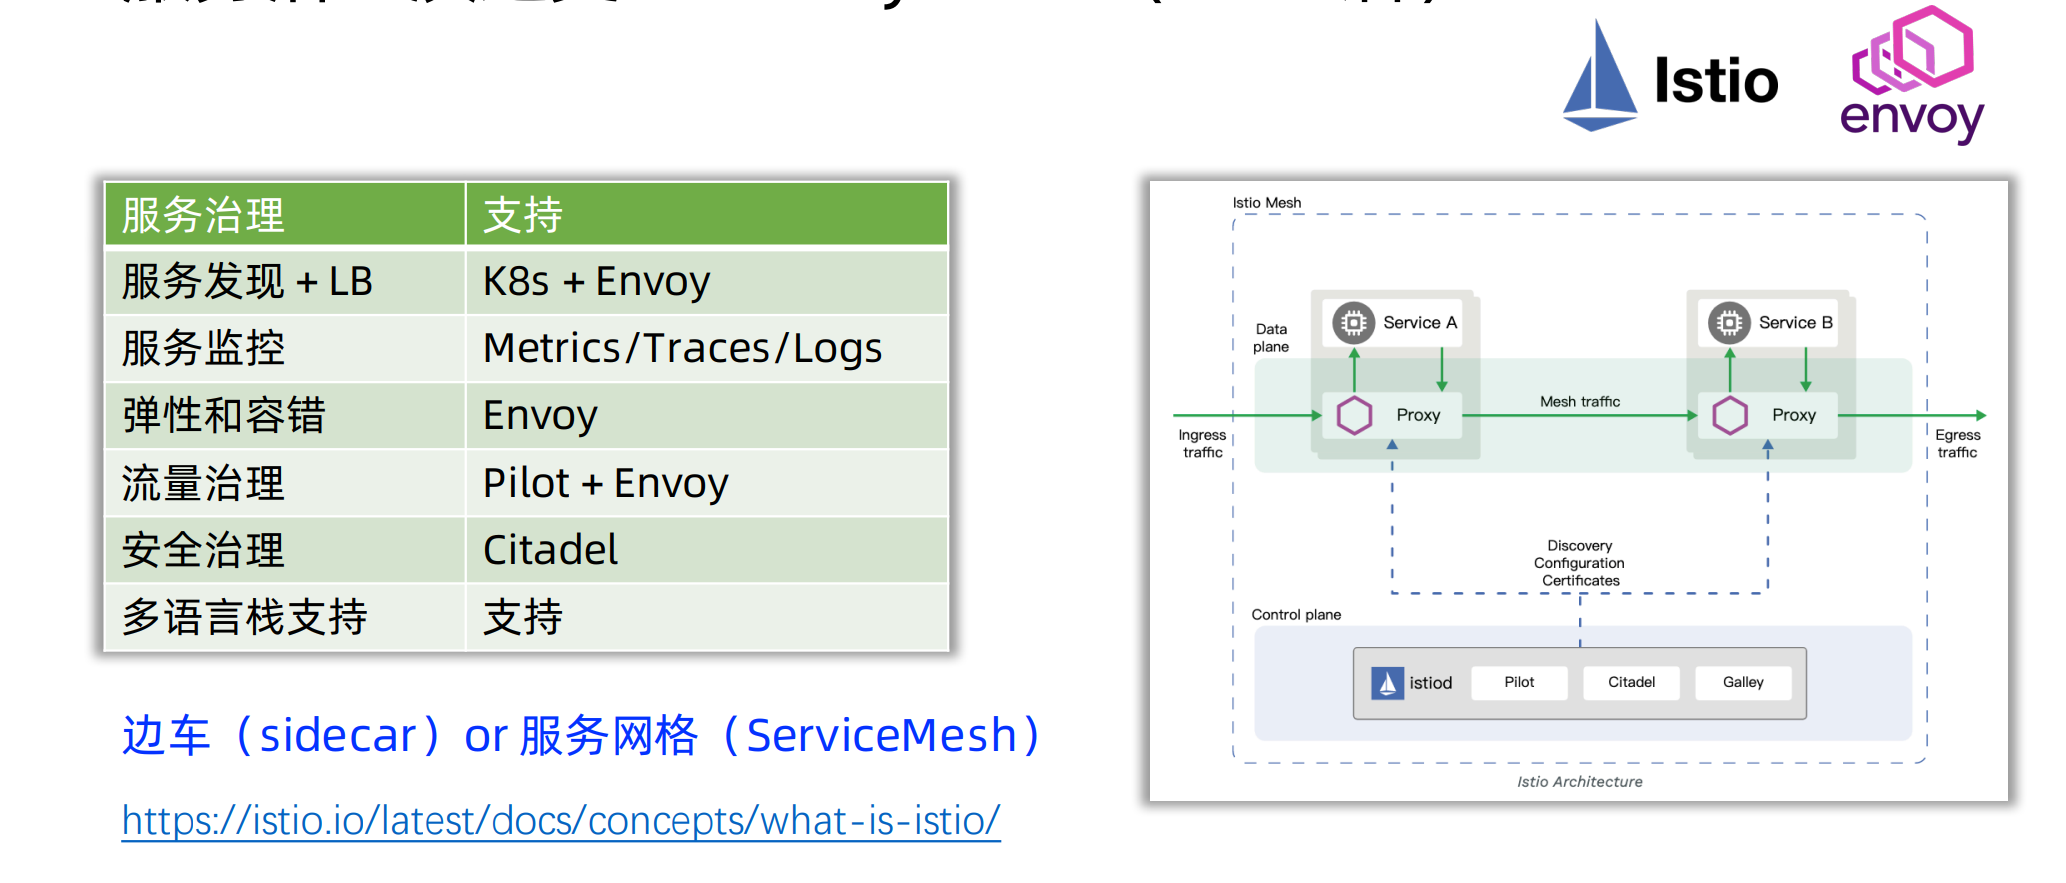 Istio
envoy
服务治理 支持
服务发现 + LB K8s + Envoy
服务监控 Metrics/Traces/Logs
弹性和容错 Envoy
流量治理 Pilot + Envoy
安全治理 Citadel
多语言栈支持 支持
边车（sidecar）or 服务网格（ServiceMesh）
https://istio.io/latest/docs/concepts/what-is-istio/
Istio Mesh
Data
plane
Service A
Service B
Proxy
Mesh traffic
Proxy
Ingress
traffic
Egress
traffic
Discovery
Configuration
Certificates
Control plane
istiod
Pilot
Citadel
Galley
Istio Architecture